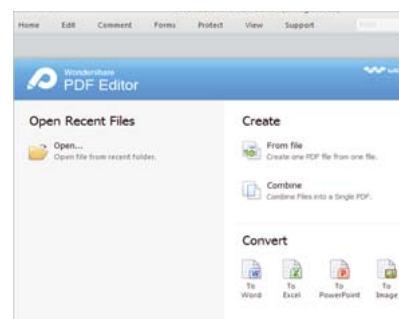 Home Edit Comment Forms Protect View Support
Wondershare
PDF Editor
Open Recent Files
Open...
Open file from recent folder.
Create
From file
Create one PDF file from one file.
Combine
Combine Files into a Single PDF.
Convert
To Word
To Excel
To PowerPoint
To Image